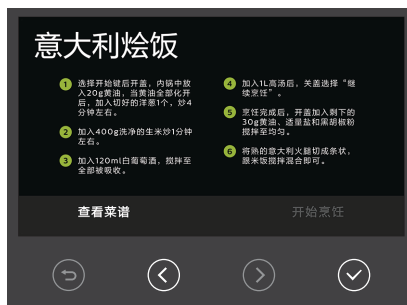 意大利烩饭
1 选择开始键后开盖，内锅中放
入20g黄油，当黄油全部化开
后，加入切好的洋葱1个，炒4
分钟左右。
2 加入400g洗净的生米炒1分钟
左右。
3 加入120ml白葡萄酒，搅拌至
全部被吸收。
4 加入1L高汤后，关盖选择“继
续烹饪”。
5 烹饪完成后，开盖加入剩下的
30g黄油、适量盐和黑胡椒粉
搅拌至均匀。
6 将熟的意大利火腿切成条状，
跟米饭搅拌混合即可。
查看菜谱
开始烹饪